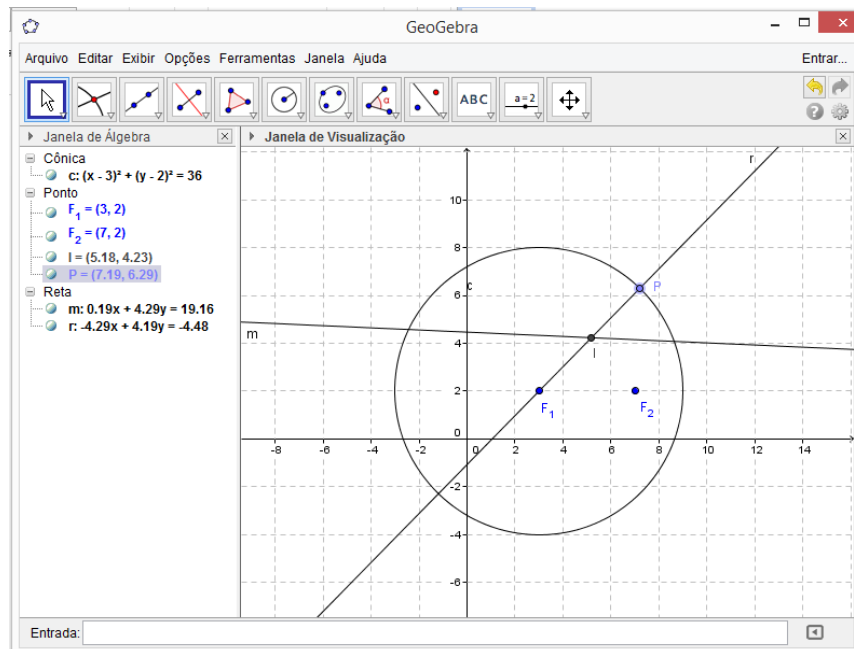 GeoGebra
Arquivo Editar Exibir Opções Ferramentas Janela Ajuda
Entrar...
ABC
a=2
α
Janela de Álgebra
Cônica
c: (x - 3)² + (y - 2)² = 36
Ponto
F₁ = (3, 2)
F₂ = (7, 2)
I = (5.18, 4.23)
P = (7.19, 6.29)
Reta
m: 0.19x + 4.29y = 19.16
r: -4.29x + 4.19y = -4.48
Janela de Visualização
r
10
8
c
6
P
m
4
I
2
F₁
F₂
0
-8 -6 -4 -2 0 2 4 6 8 10 12 14
-2
-4
-6
Entrada: